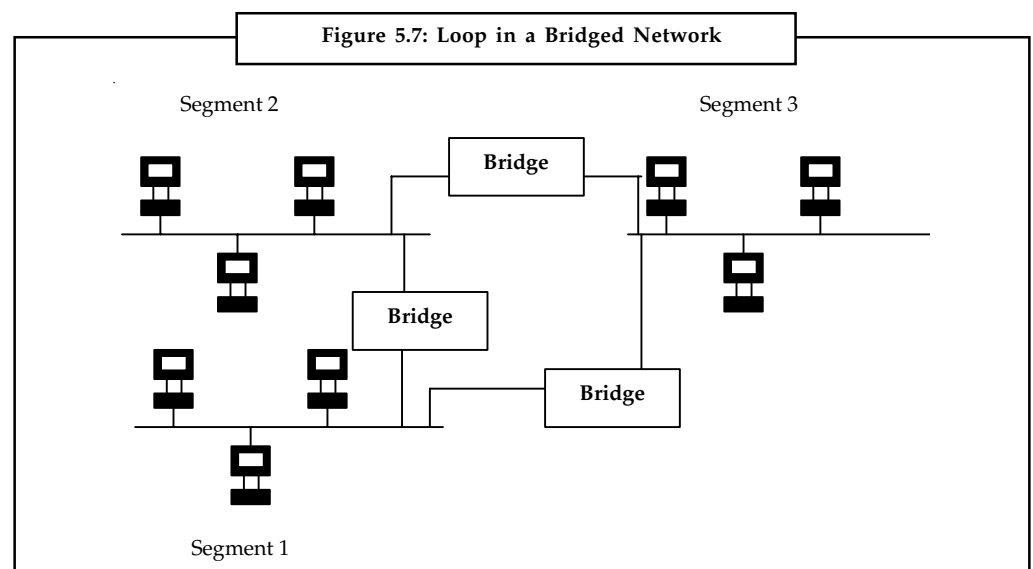 Figure 5.7: Loop in a Bridged Network
Segment 2
Segment 3
Bridge
Bridge
Bridge
Segment 1